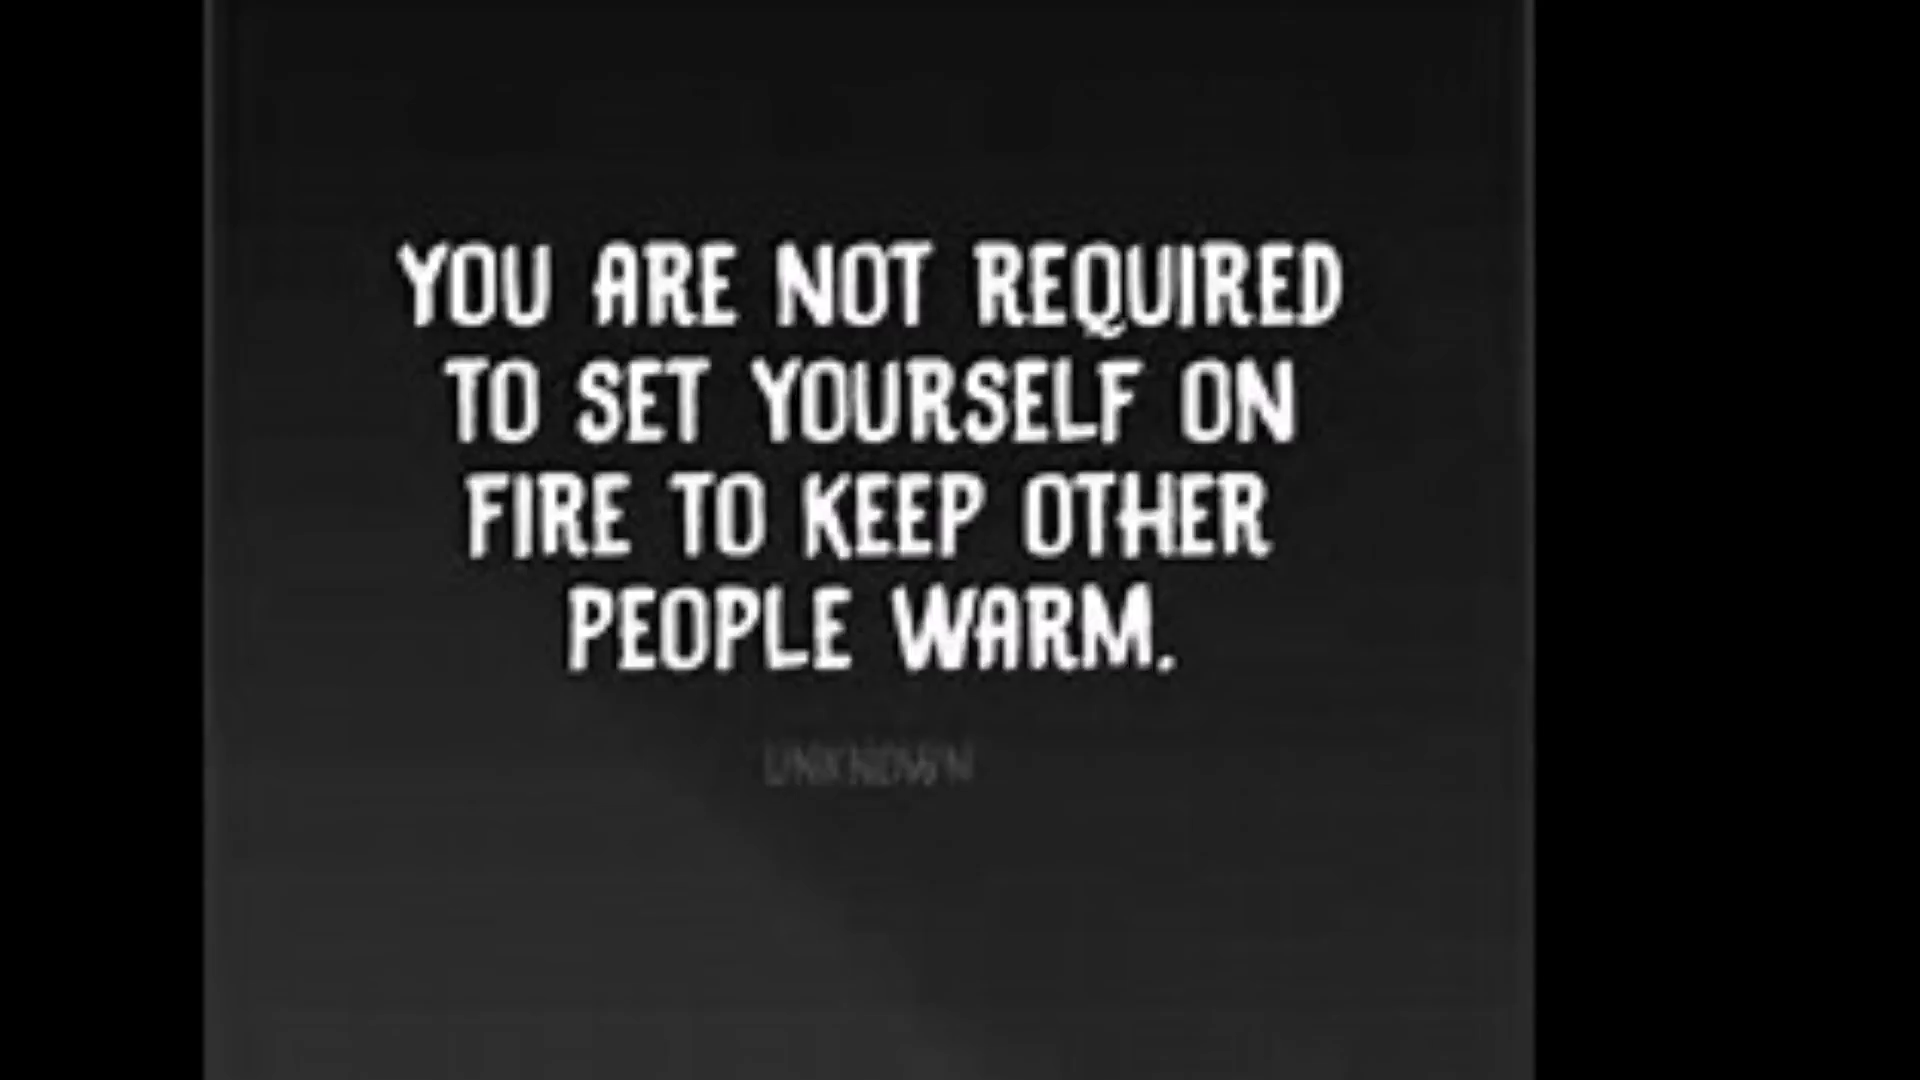 YOU ARE NOT REQUIRED
TO SET YOURSELF ON
FIRE TO KEEP OTHER
PEOPLE WARM.
UNKNOWN